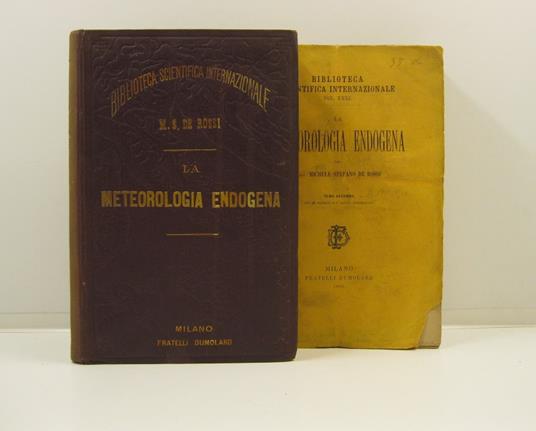 BIBLIOTECA SCIENTIFICA INTERNAZIONALE
M. S. DE ROSSI
LA
METEOROLOGIA ENDOGENA
MILANO
FRATELLI DUMOLARD
BIBLIOTECA
NTIFICA INTERNAZIONALE
VOL. XXXI.
LA
OROLOGIA ENDOGENA
MICHELE STEFANO DE ROSSI
TOMO SECONDO
MILANO
FRATELLI DUMOLARD